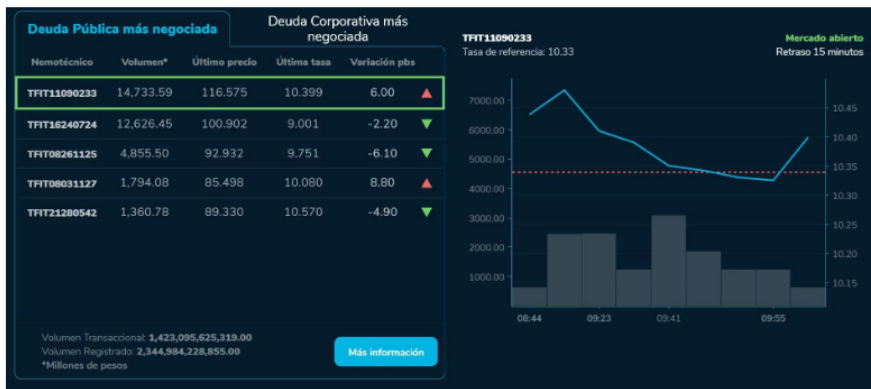 Deuda Pública más negociada
Deuda Corporativa más
negociada
Nemotécnico Volumen* Último precio Última tasa Variación pbs
TFIT11090233 14,733.59 116.575 10.399 6.00
TFIT16240724 12,626.45 100.902 9.001 -2.20
TFIT08261125 4,855.50 92.932 9.751 -6.10
TFIT08031127 1,794.08 85.498 10.080 8.80
TFIT21280542 1,360.78 89.330 10.570 -4.90
Volumen Transaccional: 1,423,095,625,319.00
Volumen Registrado: 2,344,984,228,855.00
*Millones de pesos
Más información
TFIT11090233 Mercado abierto
Tasa de referencia: 10.33 Retraso 15 minutos
7000.00 10.45
6000.00 10.40
5000.00 10.35
4000.00 10.30
3000.00 10.25
2000.00 10.20
1000.00 10.15
08:44 09:23 09:41 09:55